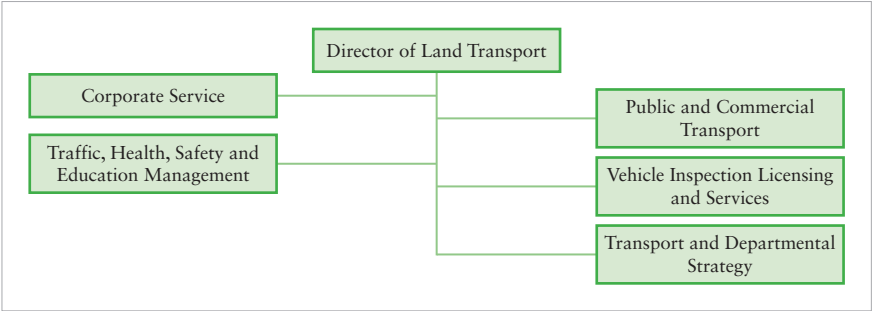 Director of Land Transport
Corporate Service
Traffic, Health, Safety and
Education Management
Public and Commercial
Transport
Vehicle Inspection Licensing
and Services
Transport and Departmental
Strategy